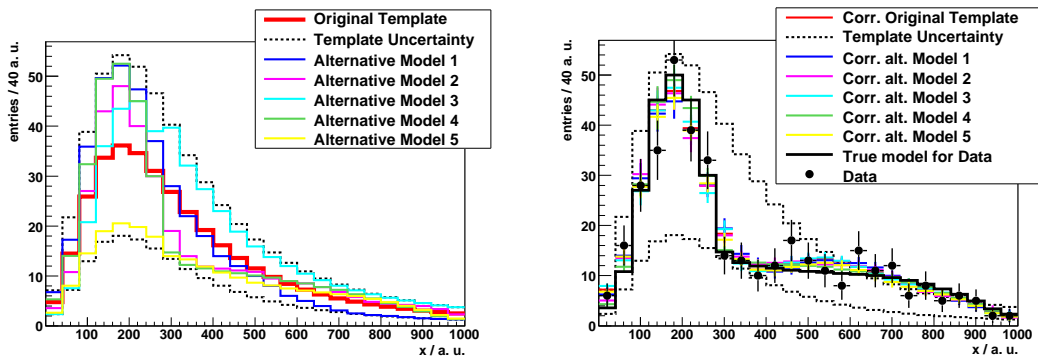 Original Template
Template Uncertainty
Alternative Model 1
Alternative Model 2
Alternative Model 3
Alternative Model 4
Alternative Model 5
entries / 40 a. u.
50
40
30
20
10
0
100 200 300 400 500 600 700 800 900 1000
x / a. u.
Corr. Original Template
Template Uncertainty
Corr. alt. Model 1
Corr. alt. Model 2
Corr. alt. Model 3
Corr. alt. Model 4
Corr. alt. Model 5
True model for Data
Data
entries / 40 a. u.
50
40
30
20
10
0
100 200 300 400 500 600 700 800 900 1000
x / a. u.